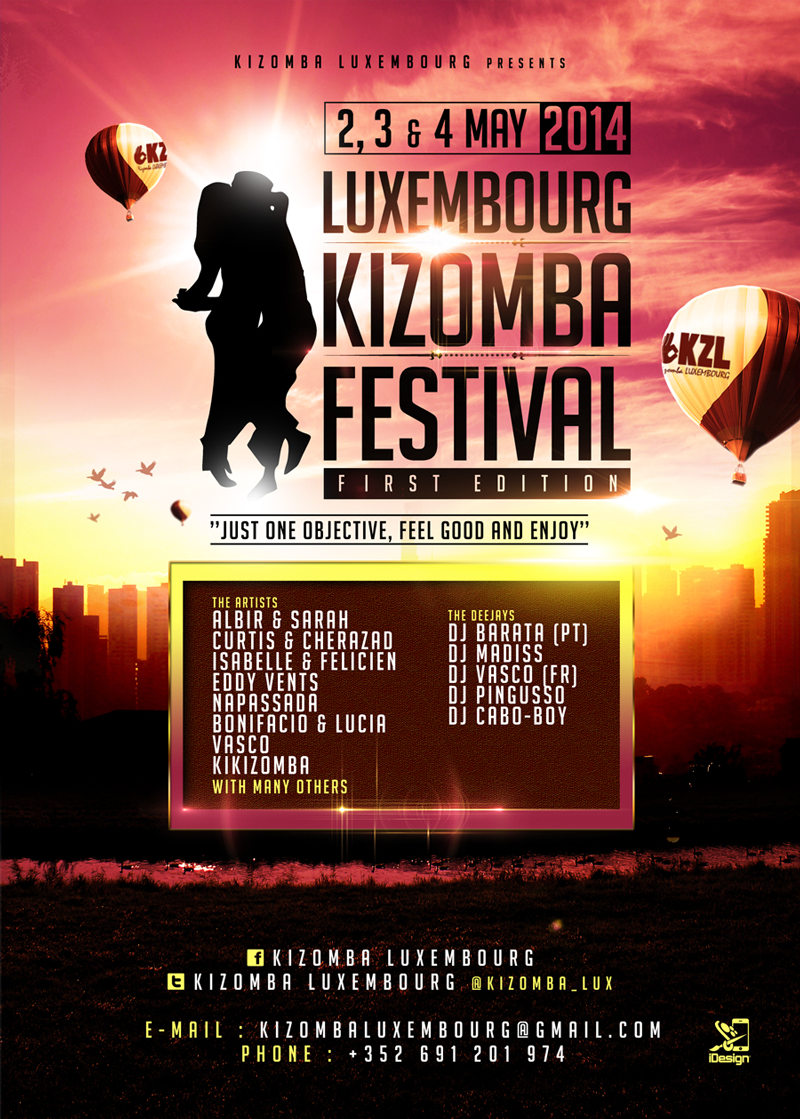 KIZOMBA LUXEMBOURG PRESENTS
2, 3 & 4 MAY 2014
LUXEMBOURG
KIZOMBA
FESTIVAL
FIRST EDITION
"JUST ONE OBJECTIVE, FEEL GOOD AND ENJOY"
KZ
KZL
LUXEMBOURG
THE ARTISTS
ALBIR & SARAH
CURTIS & CHERAZAD
ISABELLE & FELICIEN
EDDY VENTS
NAPASSADA
BONIFACIO & LUCIA
VASCO
KIKIZOMBA
WITH MANY OTHERS
THE DEEJAYS
DJ BARATA (PT)
DJ MADISS
DJ VASCO (FR)
DJ PINGUSSO
DJ CABO-BOY
f KIZOMBA LUXEMBOURG
t KIZOMBA LUXEMBOURG @KIZOMBA_LUX
E-MAIL : KIZOMBALUXEMBOURG@GMAIL.COM
PHONE : +352 691 201 974
iDesign